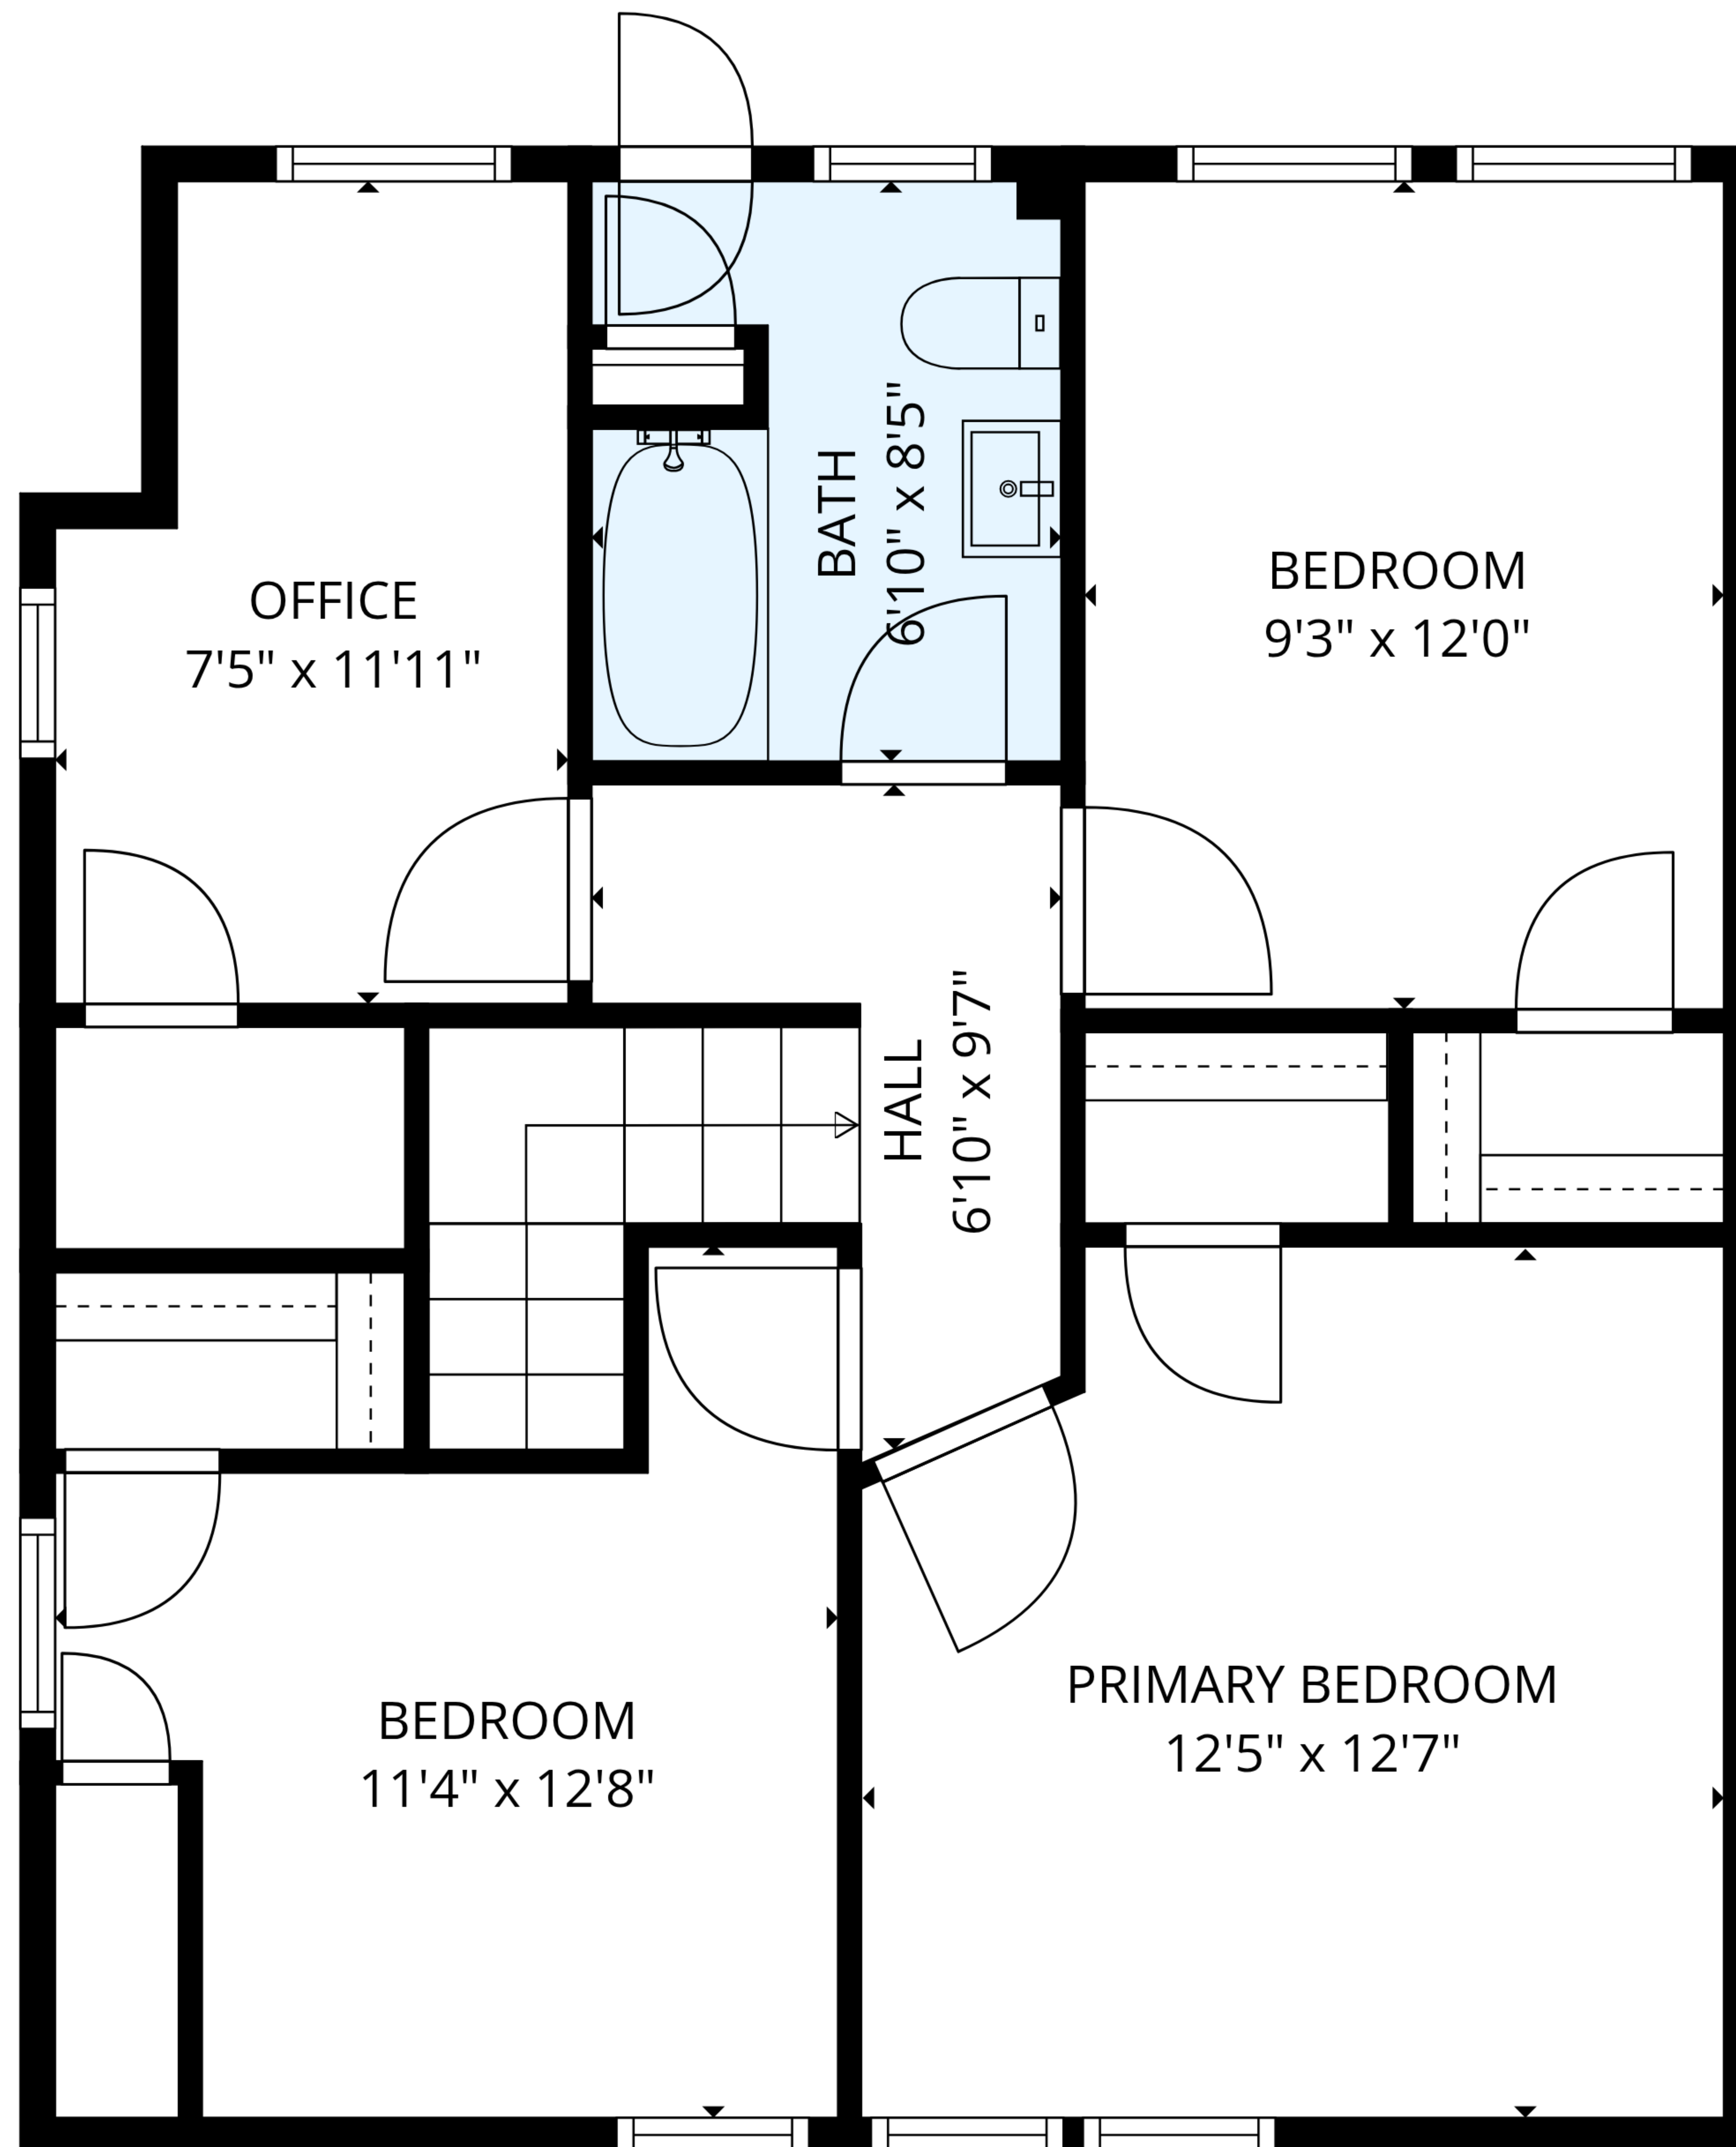 OFFICE
7'5" x 11'11"
BATH
6'10" x 8'5"
BEDROOM
9'3" x 12'0"
HALL
6'10" x 9'7"
BEDROOM
11'4" x 12'8"
PRIMARY BEDROOM
12'5" x 12'7"